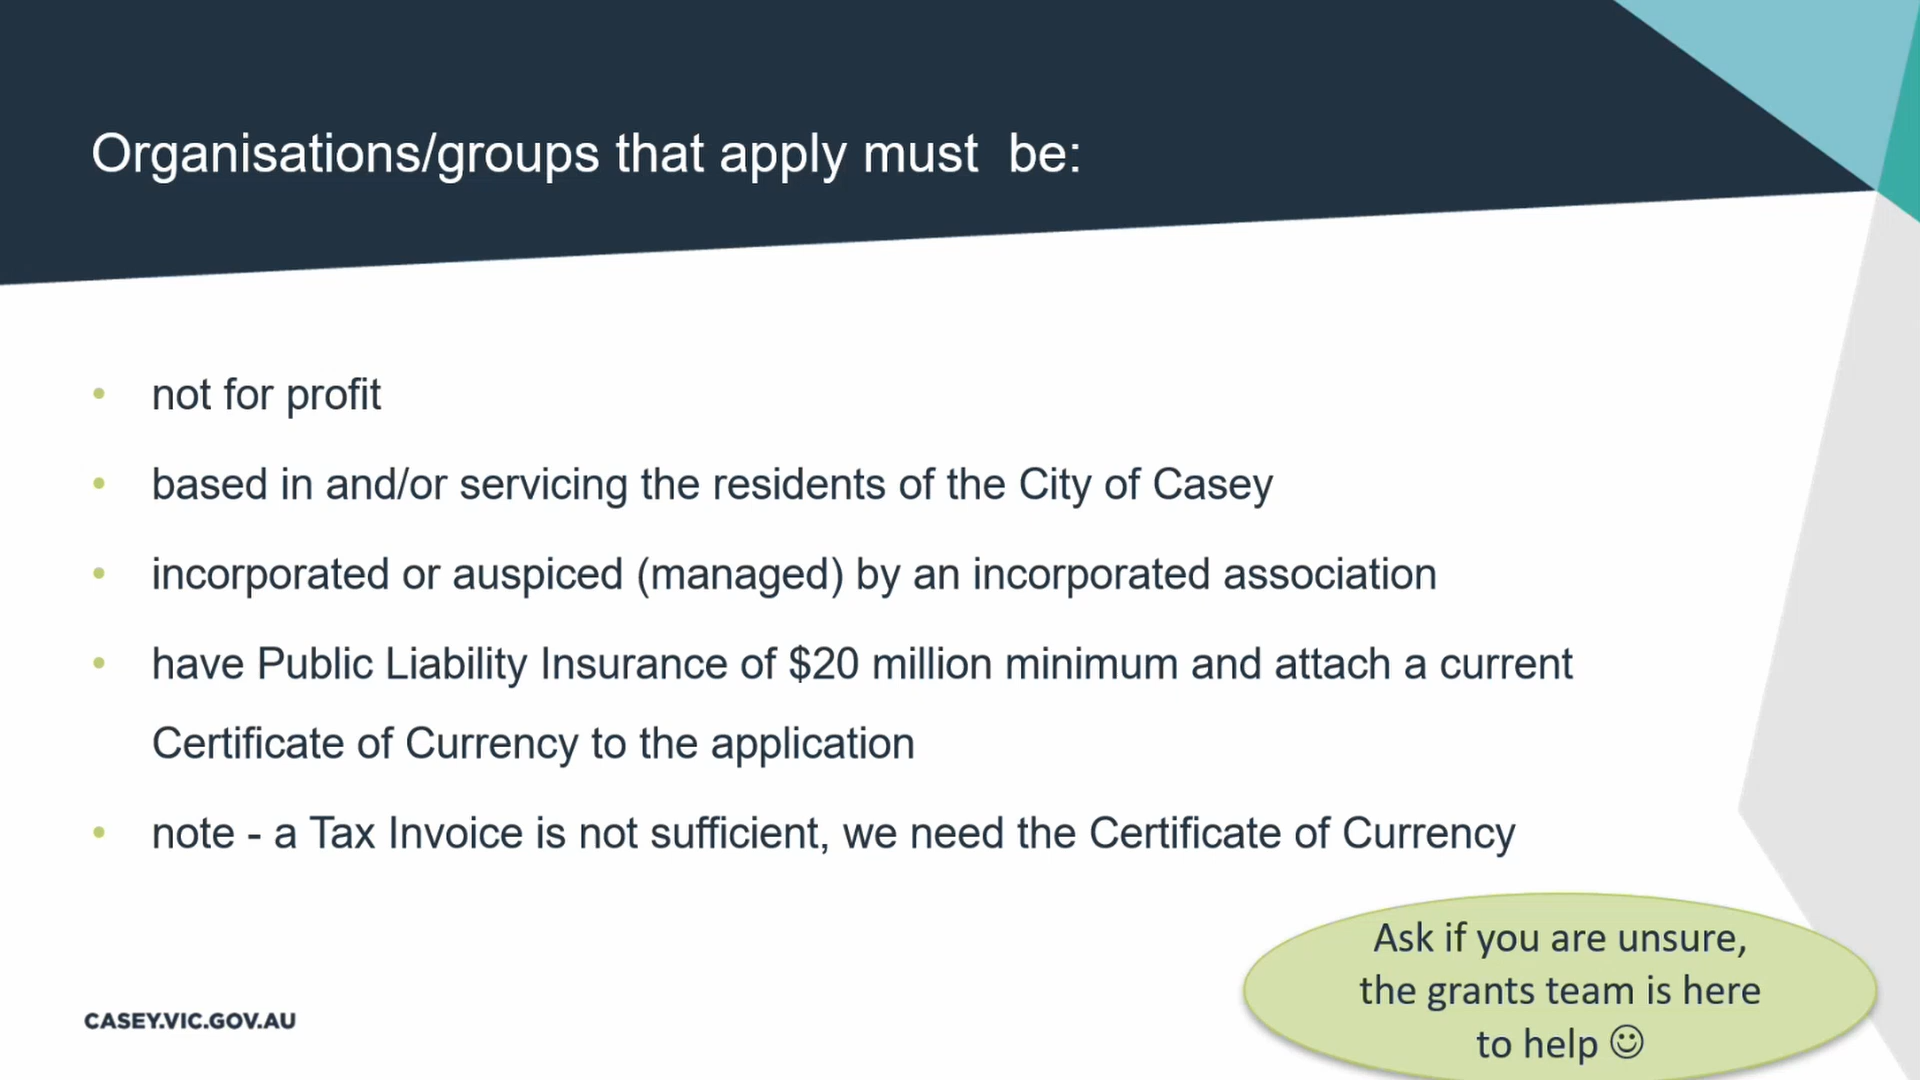 Organisations/groups that apply must  be:
• not for profit
• based in and/or servicing the residents of the City of Casey
• incorporated or auspiced (managed) by an incorporated association
• have Public Liability Insurance of $20 million minimum and attach a current
Certificate of Currency to the application
• note - a Tax Invoice is not sufficient, we need the Certificate of Currency
Ask if you are unsure,
the grants team is here
to help ☺
CASEY.VIC.GOV.AU